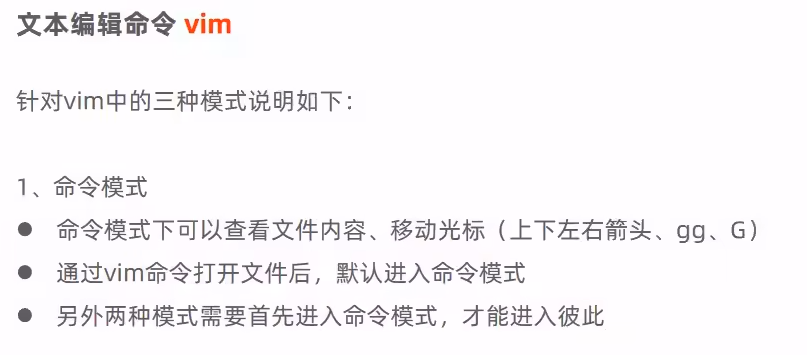 文本编辑命令 vim
针对vim中的三种模式说明如下：
1、命令模式
● 命令模式下可以查看文件内容、移动光标（上下左右箭头、gg、G）
● 通过vim命令打开文件后，默认进入命令模式
● 另外两种模式需要首先进入命令模式，才能进入彼此